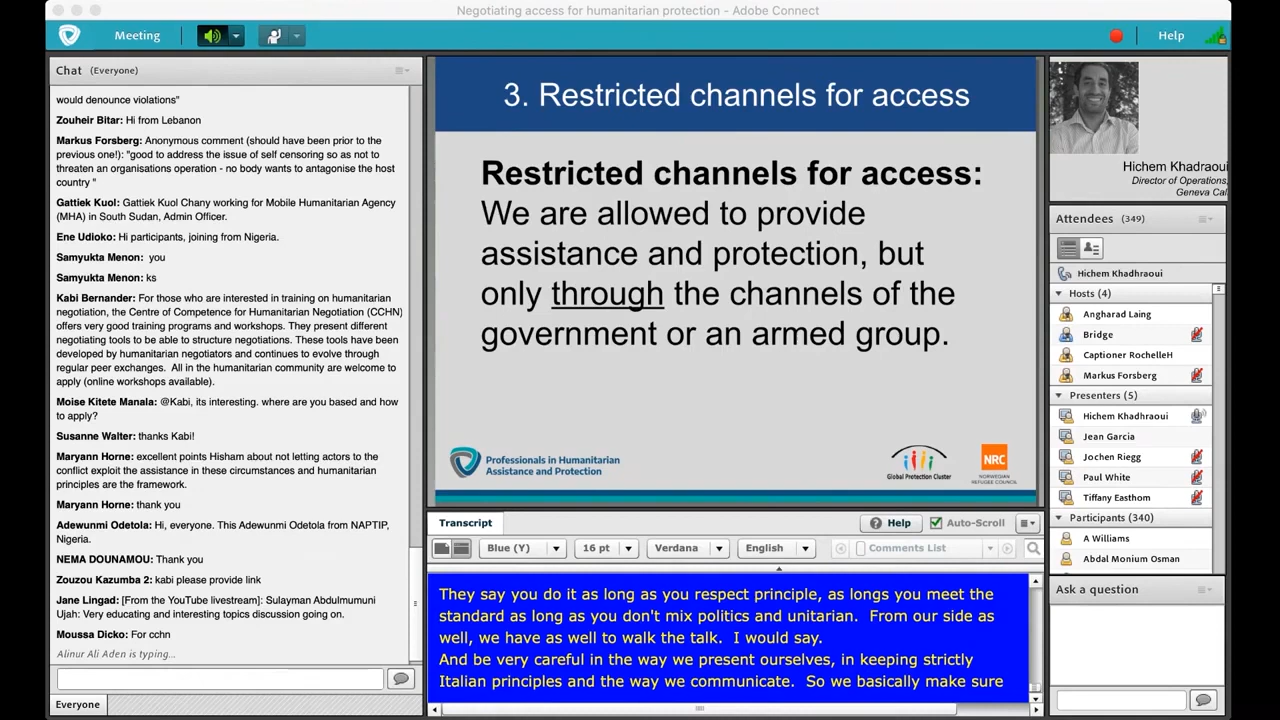 Negotiating access for humanitarian protection - Adobe Connect
Meeting
Help
Chat (Everyone)
would denounce violations"
Zouheir Bitar: Hi from Lebanon
Markus Forsberg: Anonymous comment (should have been prior to the
previous one!): "good to address the issue of self censoring so as not to
threaten an organisations operation - no body wants to antagonise the host
country "
Gattiek Kuol: Gattiek Kuol Chany working for Mobile Humanitarian Agency
(MHA) in South Sudan, Admin Officer.
Ene Udioko: Hi participants, joining from Nigeria.
Samyukta Menon: you
Samyukta Menon: ks
Kabi Bernander: For those who are interested in training on humanitarian
negotiation, the Centre of Competence for Humanitarian Negotiation (CCHN)
offers very good training programs and workshops. They present different
negotiating tools to be able to structure negotiations. These tools have been
developed by humanitarian negotiators and continues to evolve through
regular peer exchanges. All in the humanitarian community are welcome to
apply (online workshops available).
Moise Kitete Manala: @Kabi, its interesting. where are you based and how
to apply?
Susanne Walter: thanks Kabi!
Maryann Horne: excellent points Hisham about not letting actors to the
conflict exploit the assistance in these circumstances and humanitarian
principles are the framework.
Maryann Horne: thank you
Adewunmi Odetola: Hi, everyone. This Adewunmi Odetola from NAPTIP,
Nigeria.
NEMA DOUNAMOU: Thank you
Zouzou Kazumba 2: kabi please provide link
Jane Lingad: [From the YouTube livestream]: Sulayman Abdulmumuni
Ujah: Very educating and interesting topics discussion going on.
Moussa Dicko: For cchn
Alinur Ali Aden is typing...
Everyone
3. Restricted channels for access
Restricted channels for access:
We are allowed to provide
assistance and protection, but
only through the channels of the
government or an armed group.
Professionals in Humanitarian
Assistance and Protection
Global Protection Cluster
NRC
NORWEGIAN
REFUGEE COUNCIL
Transcript
Help
Auto-Scroll
Blue (Y)
16 pt
Verdana
English
Comments List
They say you do it as long as you respect principle, as longs you meet the
standard as long as you don't mix politics and unitarian. From our side as
well, we have as well to walk the talk. I would say.
And be very careful in the way we present ourselves, in keeping strictly
Italian principles and the way we communicate. So we basically make sure
Hichem Khadraoui
Director of Operations,
Geneva Cal
Attendees (349)
Hichem Khadhraoui
Hosts (4)
Angharad Laing
Bridge
Captioner RochelleH
Markus Forsberg
Presenters (5)
Hichem Khadhraoui
Jean Garcia
Jochen Riegg
Paul White
Tiffany Easthom
Participants (340)
A Williams
Abdal Monium Osman
Ask a question